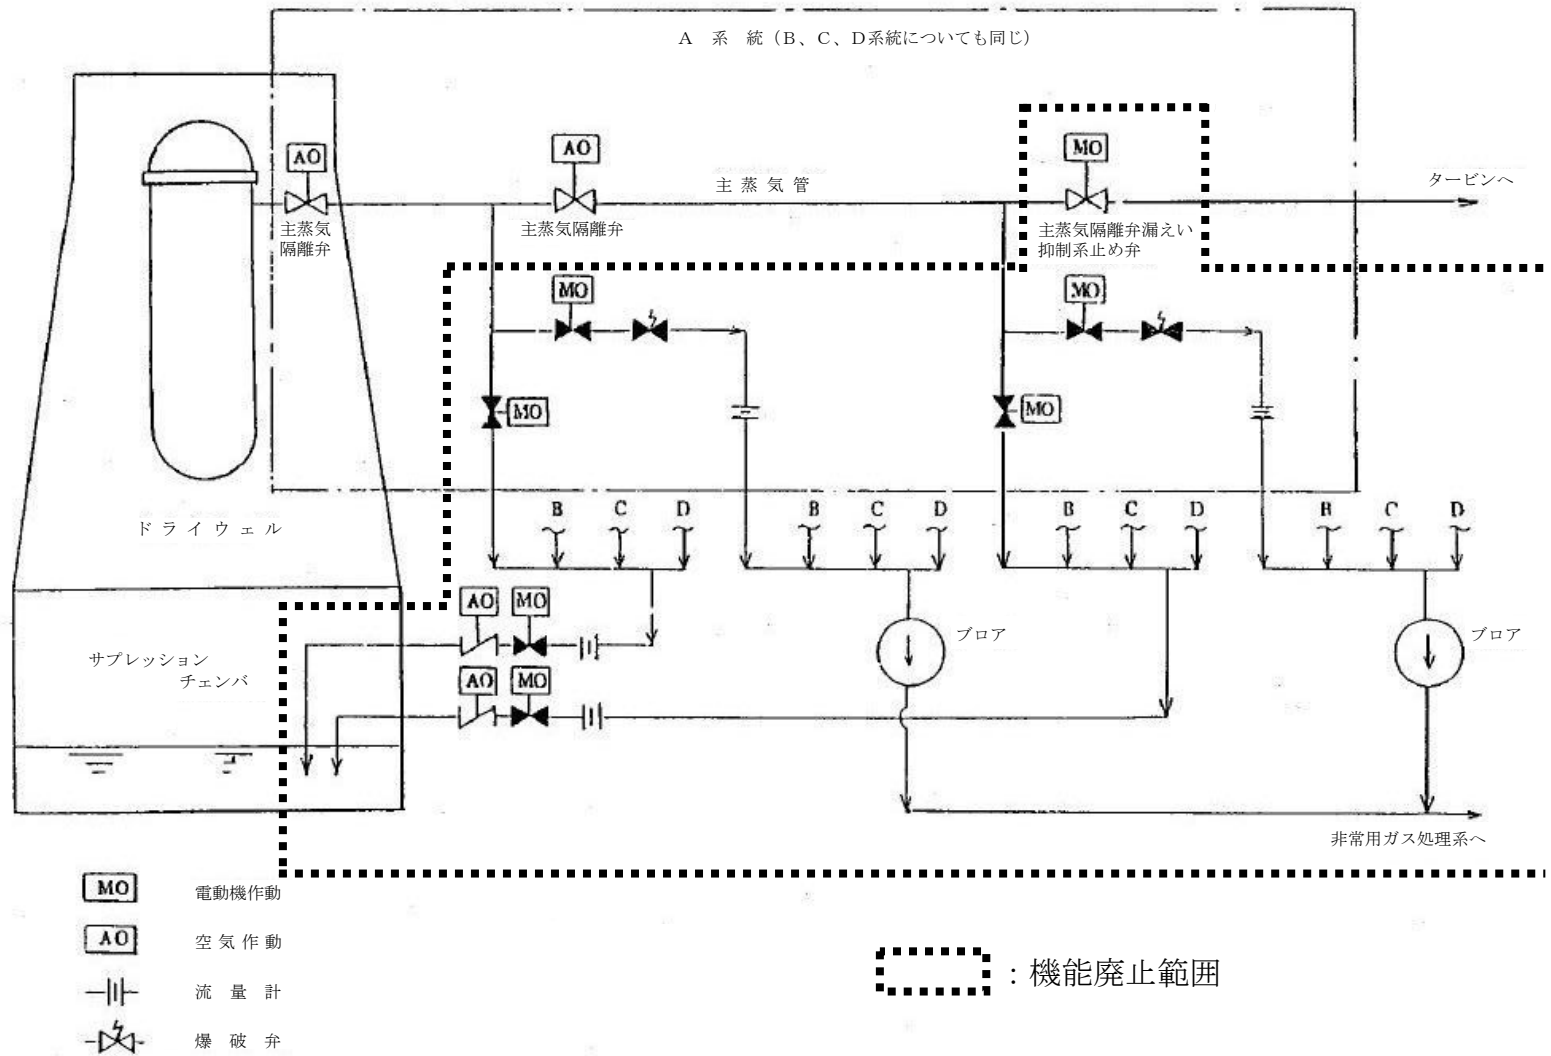 A 系 統（B、C、D系統についても同じ）
AO
AO
MO
主蒸気管
タービンへ
主蒸気
隔離弁
主蒸気隔離弁
主蒸気隔離弁漏えい
抑制系止め弁
MO
MO
MO
MO
B C D B C D B C D B C D
ドライウェル
AO MO
ブロア
ブロア
サプレッション
チェンバ
AO MO
非常用ガス処理系へ
MO 電動機作動
AO 空気作動
流量計
爆破弁
：機能廃止範囲